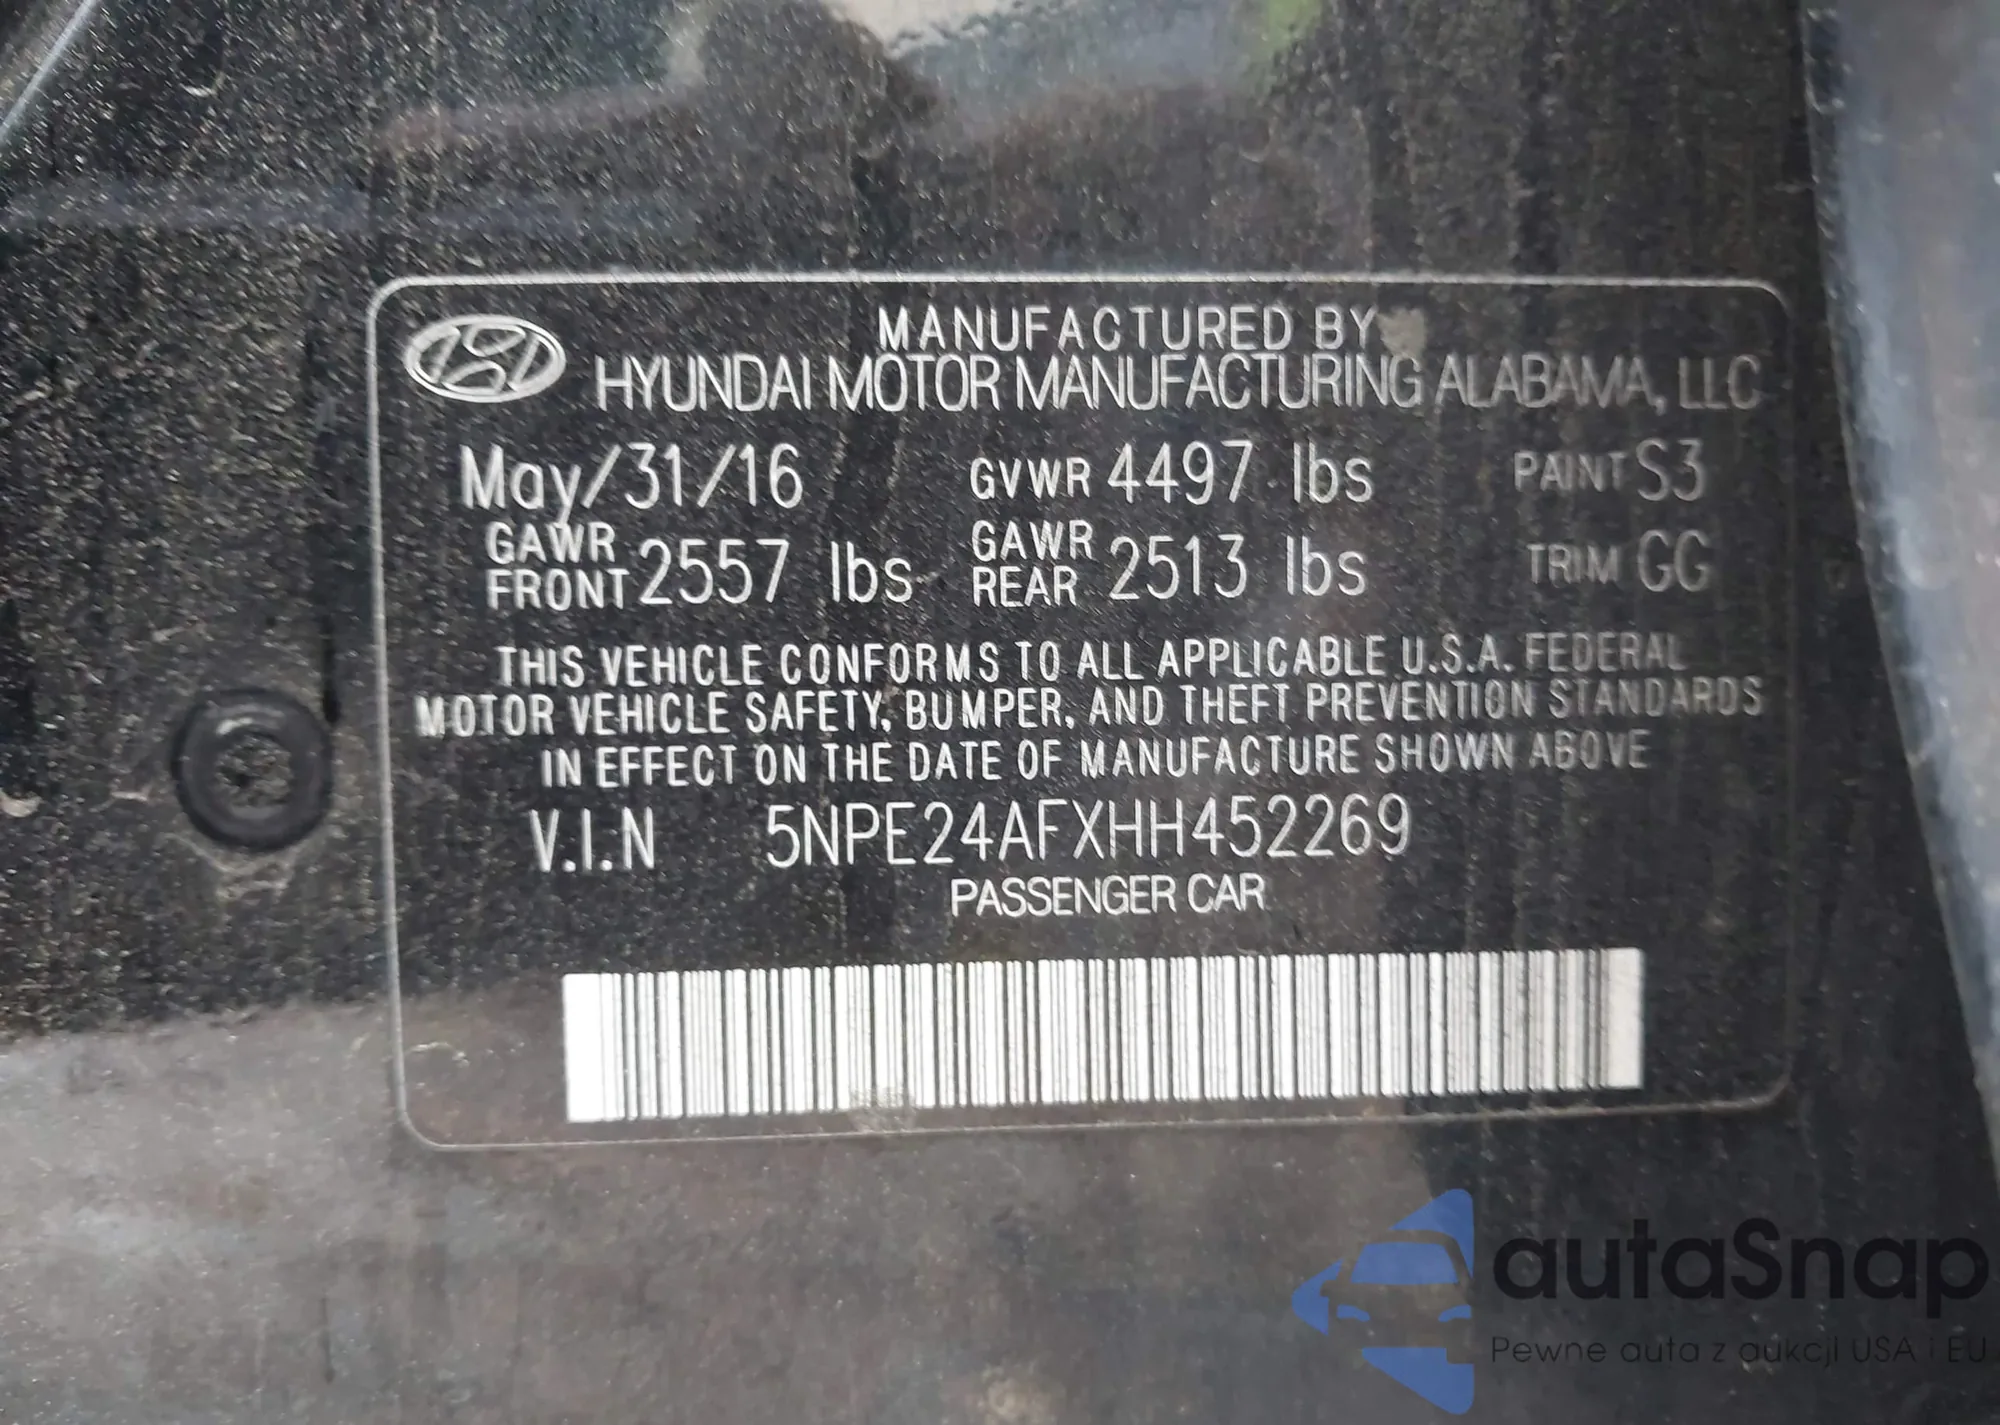 MANUFACTURED BY
HYUNDAI MOTOR MANUFACTURING ALABAMA, LLC
May/31/16 GVWR 4497 lbs PAINT S3
GAWR FRONT 2557 lbs GAWR REAR 2513 lbs TRIM GG
THIS VEHICLE CONFORMS TO ALL APPLICABLE U.S.A. FEDERAL
MOTOR VEHICLE SAFETY, BUMPER, AND THEFT PREVENTION STANDARDS
IN EFFECT ON THE DATE OF MANUFACTURE SHOWN ABOVE
V.I.N 5NPE24AFXHH452269
PASSENGER CAR
autaSnap
Pewne auta z aukcji USA i EU